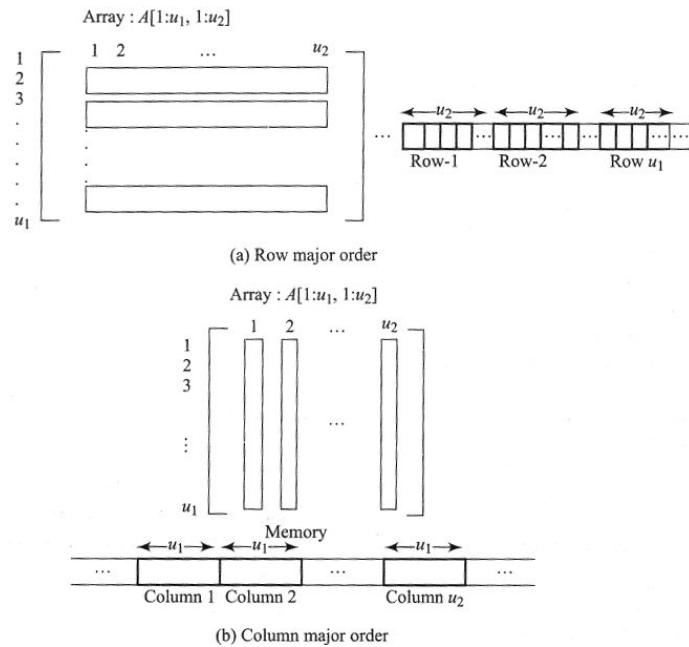 Array : A[1:u₁, 1:u₂]
1 2 ... u₂
1
2
3
.
.
.
.
.
u₁
u₂ u₂ u₂
... ... ... ... ... ...
Row-1 Row-2 Row u₁
(a) Row major order
Array : A[1:u₁, 1:u₂]
1 2 ... u₂
1
2
3
...
⋮
u₁
Memory
u₁ u₁ u₁
... ... ...
Column 1 Column 2 Column u₂
(b) Column major order